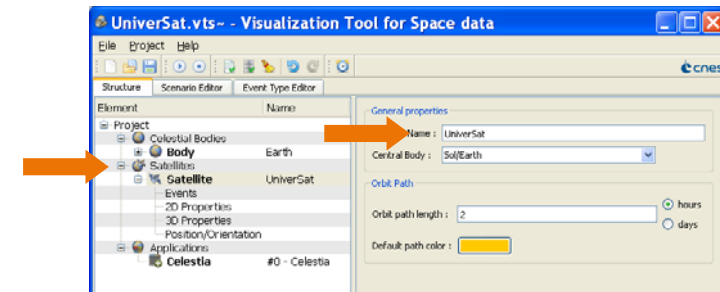 UniverSat.vts~ - Visualization Tool for Space data
File Project Help
cnes
Structure Scenario Editor Event Type Editor
Element Name
Project
Celestial Bodies
Body Earth
Satellites
Satellite UniverSat
Events
2D Properties
3D Properties
Position/Orientation
Applications
Celestia #0 - Celestia
General properties
Name : UniverSat
Central Body : Sol/Earth
Orbit Path
Orbit path length : 2 hours
days
Default path color :